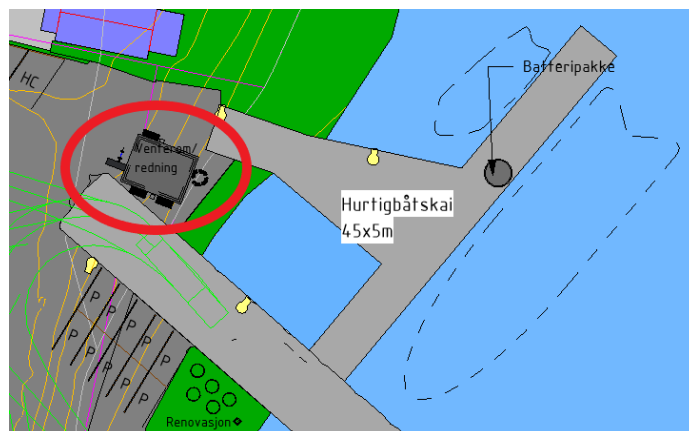 HC
Batteripakke
Venterom/
redning
Hurtigbåtskai
45x5m
P
P
P
P
P
P
P
P
P
Renovasjon